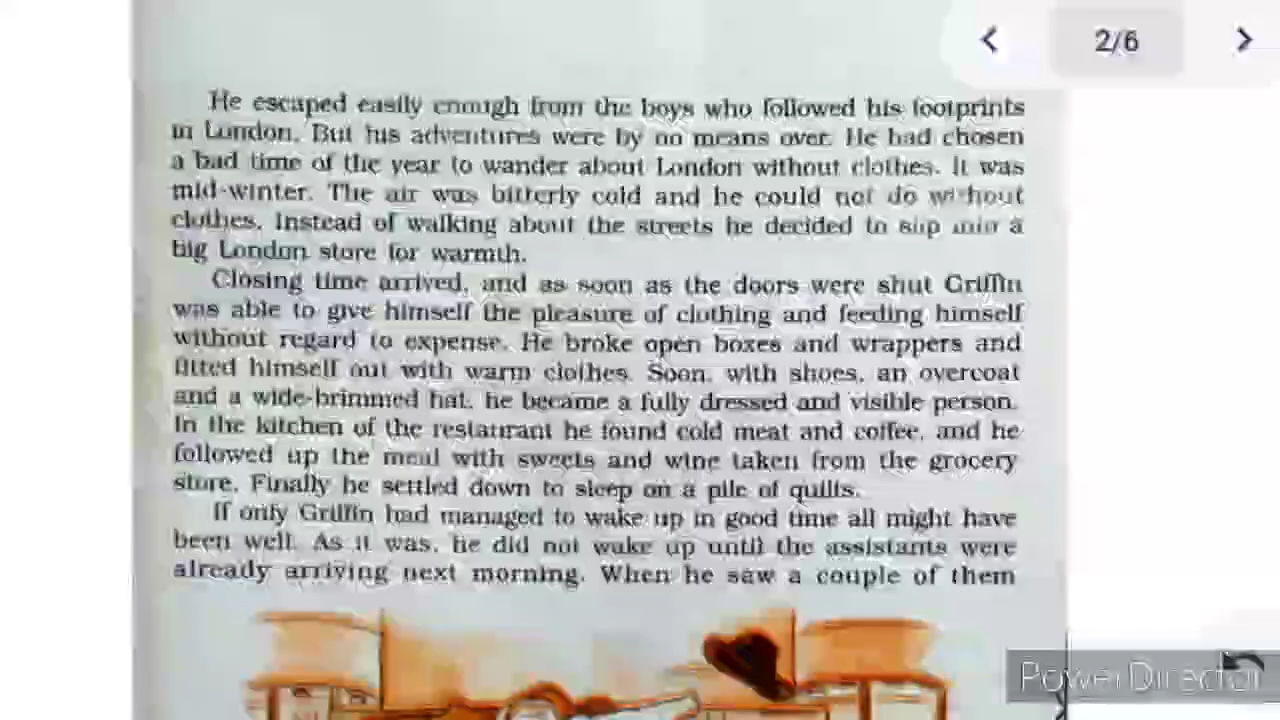 2/6
He escaped easily enough from the boys who followed his footprints
in London. But his adventures were by no means over. He had chosen
a bad time of the year to wander about London without clothes. It was
mid-winter. The air was bitterly cold and he could not do without
clothes. Instead of walking about the streets he decided to slip into a
big London store for warmth.
Closing time arrived, and as soon as the doors were shut Griffin
was able to give himself the pleasure of clothing and feeding himself
without regard to expense. He broke open boxes and wrappers and
fitted himself out with warm clothes. Soon, with shoes, an overcoat
and a wide-brimmed hat, he became a fully dressed and visible person.
In the kitchen of the restaurant he found cold meat and coffee, and he
followed up the meal with sweets and wine taken from the grocery
store. Finally he settled down to sleep on a pile of quilts.
If only Griffin had managed to wake up in good time all might have
been well. As it was, he did not wake up until the assistants were
already arriving next morning. When he saw a couple of them
PowerDirector